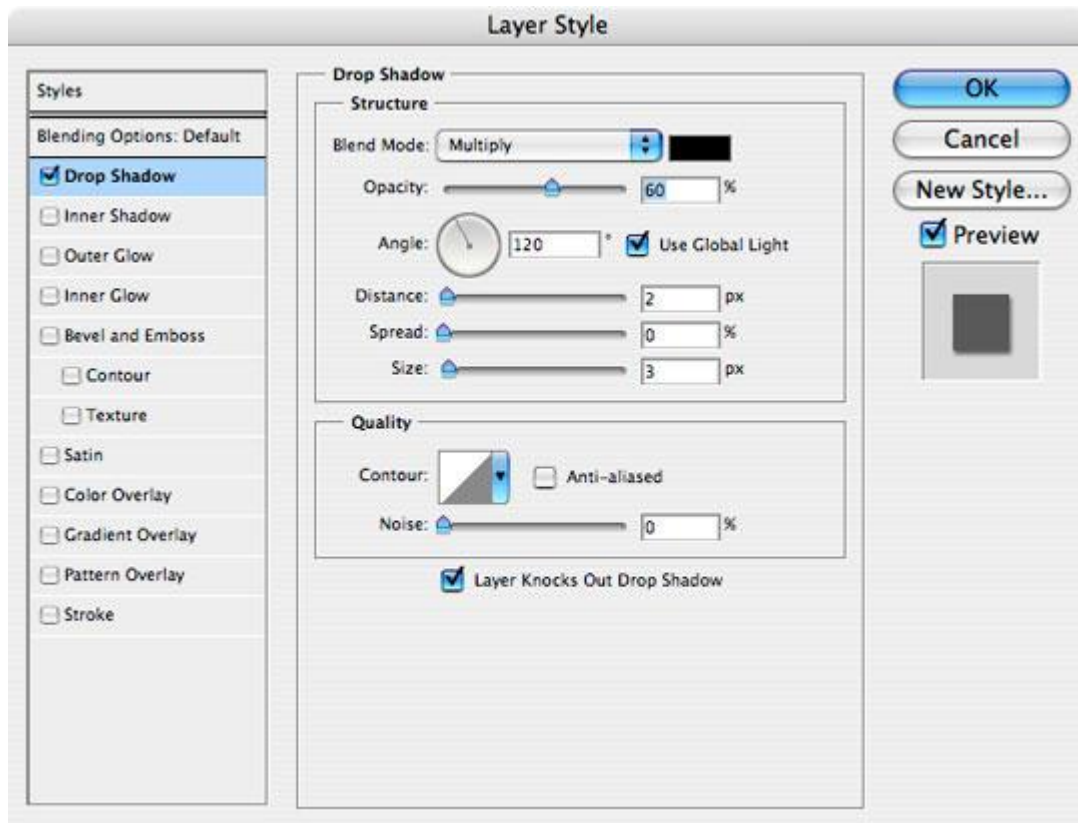 Layer Style
Styles
Blending Options: Default
Drop Shadow
Inner Shadow
Outer Glow
Inner Glow
Bevel and Emboss
Contour
Texture
Satin
Color Overlay
Gradient Overlay
Pattern Overlay
Stroke
Drop Shadow
Structure
Blend Mode: Multiply
Opacity: 60 %
Angle: 120 ° Use Global Light
Distance: 2 px
Spread: 0 %
Size: 3 px
Quality
Contour: Anti-aliased
Noise: 0 %
Layer Knocks Out Drop Shadow
OK
Cancel
New Style...
Preview